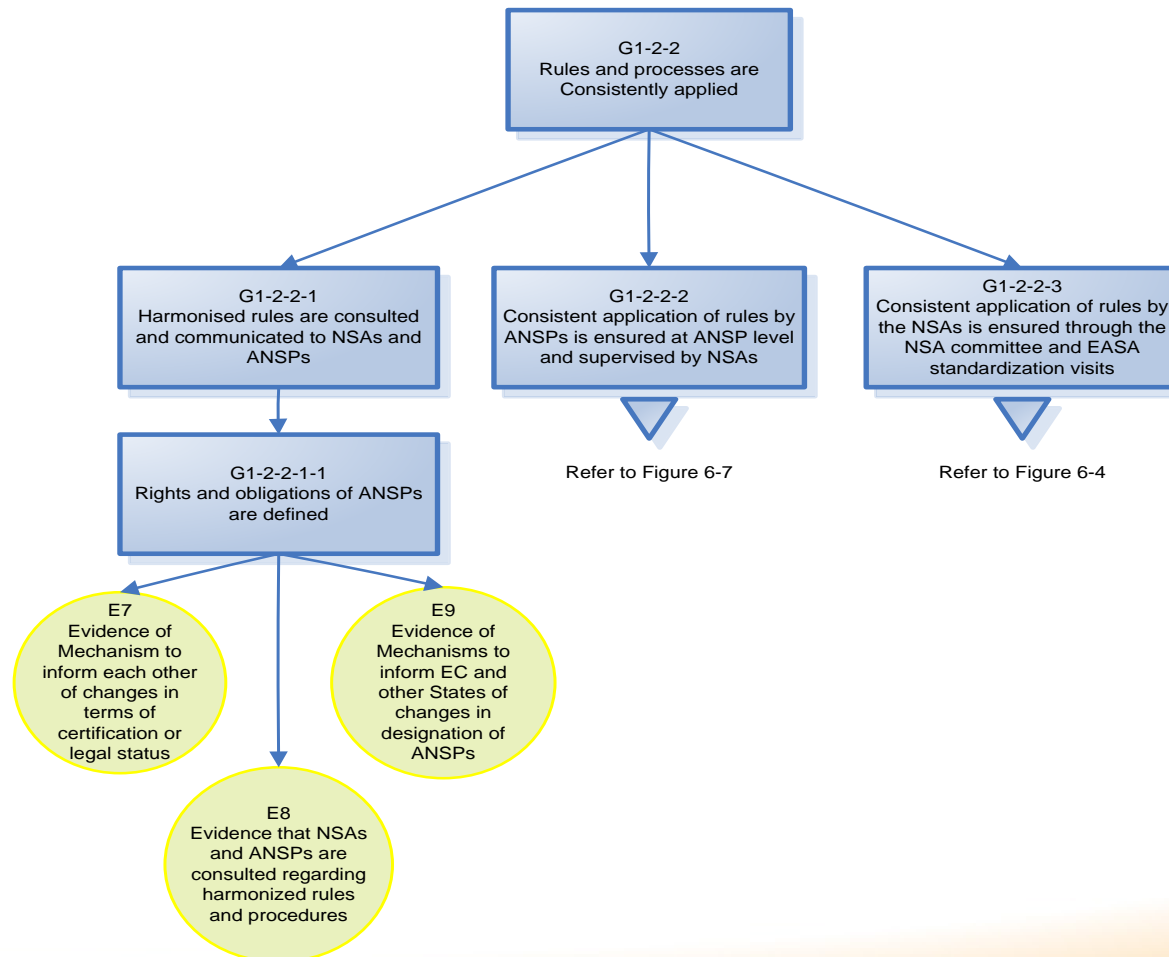 G1-2-2
Rules and processes are
Consistently applied
G1-2-2-1
Harmonised rules are consulted
and communicated to NSAs and
ANSPs
G1-2-2-2
Consistent application of rules by
ANSPs is ensured at ANSP level
and supervised by NSAs
G1-2-2-3
Consistent application of rules by
the NSAs is ensured through the
NSA committee and EASA
standardization visits
Refer to Figure 6-7
Refer to Figure 6-4
G1-2-2-1-1
Rights and obligations of ANSPs
are defined
E7
Evidence of
Mechanism to
inform each other
of changes in
terms of
certification or
legal status
E9
Evidence of
Mechanisms to
inform EC and
other States of
changes in
designation of
ANSPs
E8
Evidence that NSAs
and ANSPs are
consulted regarding
harmonized rules
and procedures